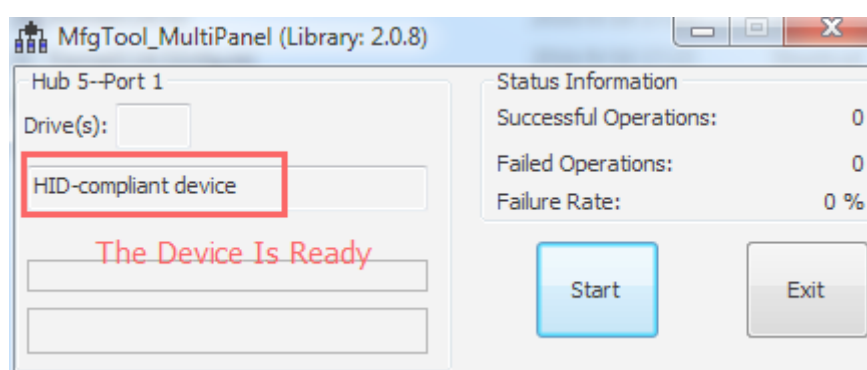 MfgTool_MultiPanel (Library: 2.0.8)
Hub 5--Port 1
Drive(s):
HID-compliant device
The Device Is Ready
Status Information
Successful Operations: 0
Failed Operations: 0
Failure Rate: 0 %
Start
Exit